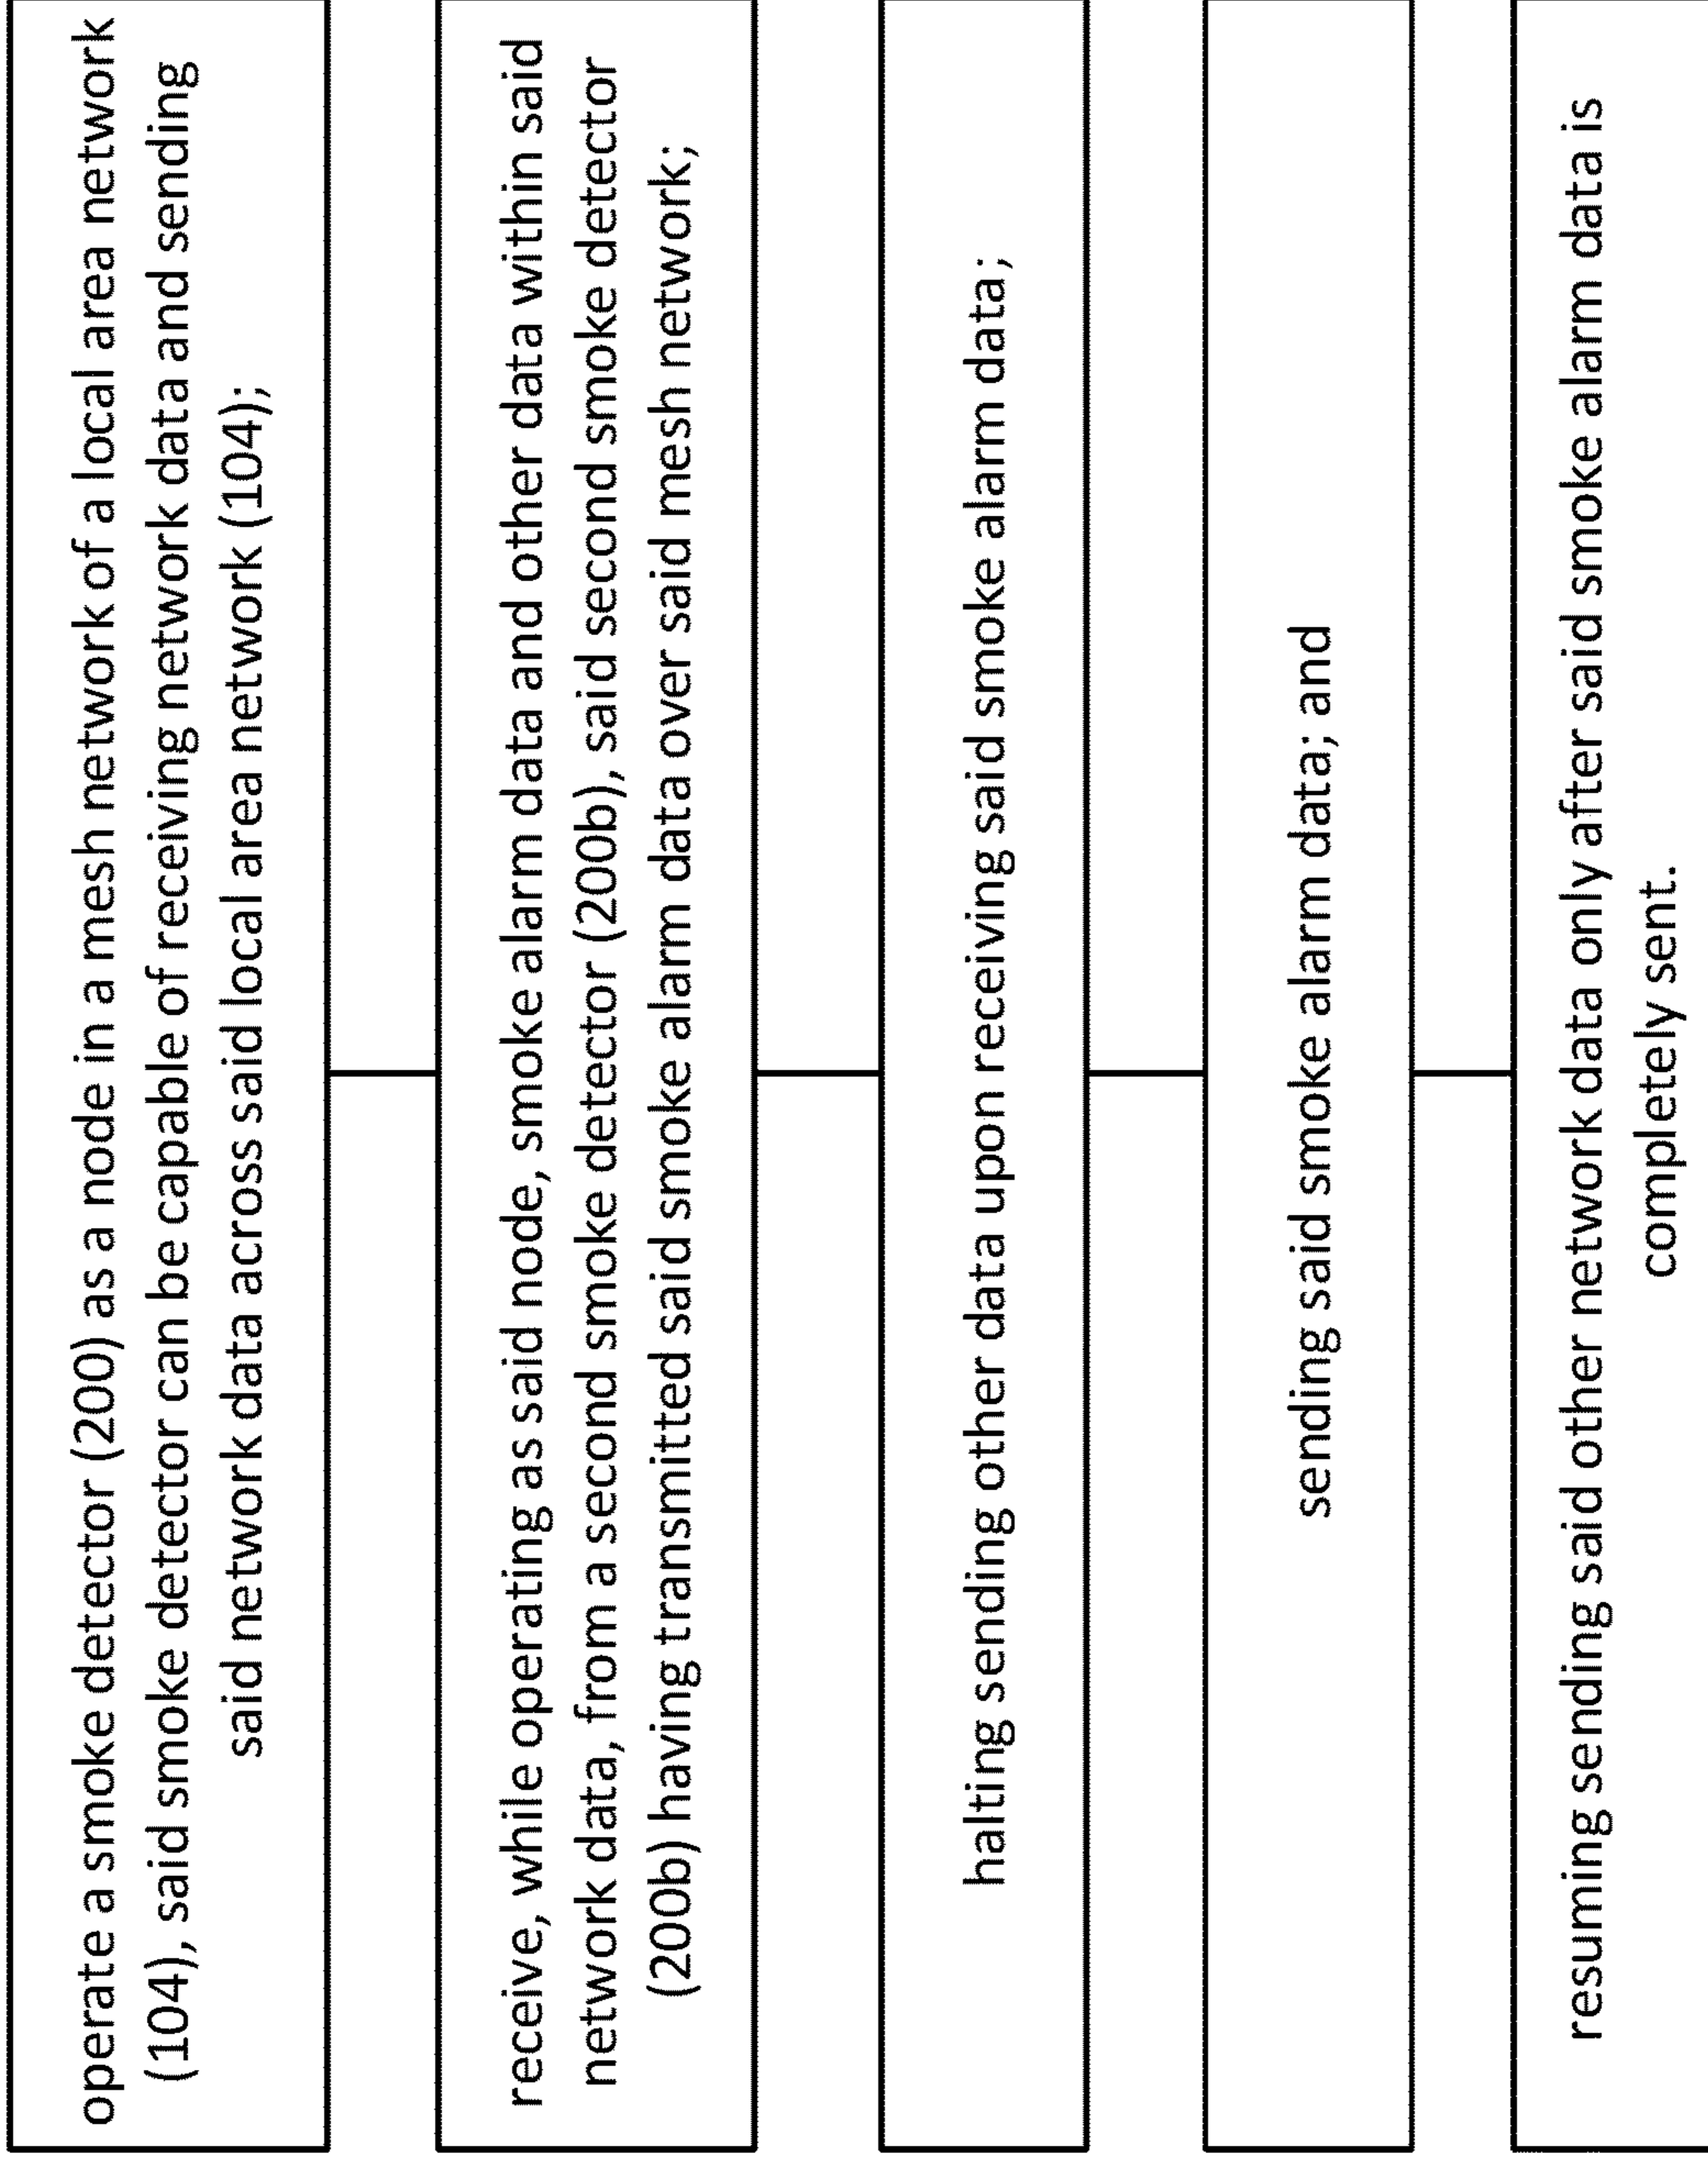 operate a smoke detector (200) as a node in a mesh network of a local area network
(104), said smoke detector can be capable of receiving network data and sending
said network data across said local area network (104);
receive, while operating as said node, smoke alarm data and other data within said
network data, from a second smoke detector (200b), said second smoke detector
(200b) having transmitted said smoke alarm data over said mesh network;
halting sending other data upon receiving said smoke alarm data;
sending said smoke alarm data; and
resuming sending said other network data only after said smoke alarm data is
completely sent.